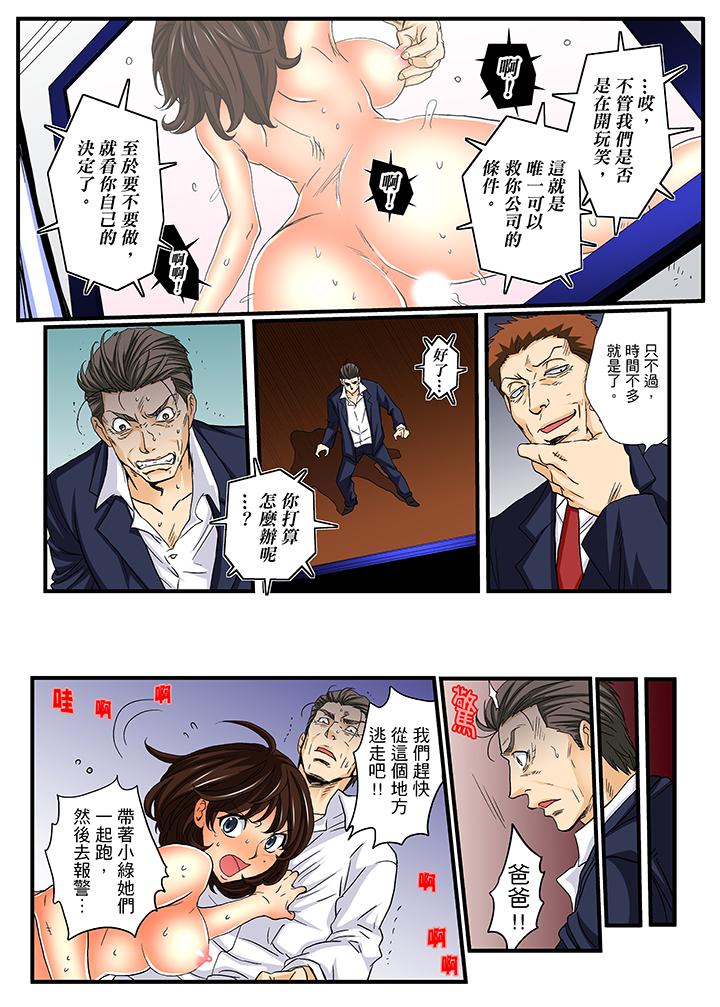 …哎，
不管我們是否
是在開玩笑，
這就是
唯一可以
救你公司的
條件。
至於要不要做，
就看你自己的
決定了。
啊！
啊！
啊啊！
只不過，
時間不多
就是了。
好了…
你打算
怎麼辦呢
…？
驚
爸爸!!
我們趕快
從這個地方
逃走吧!!
帶著小綠她們
一起跑，
然後去報警…
啊
啊
哇
啊
啊
啊